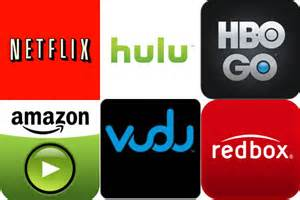 NETFLIX
hulu
HBO
GO
amazon
vudu
redbox.